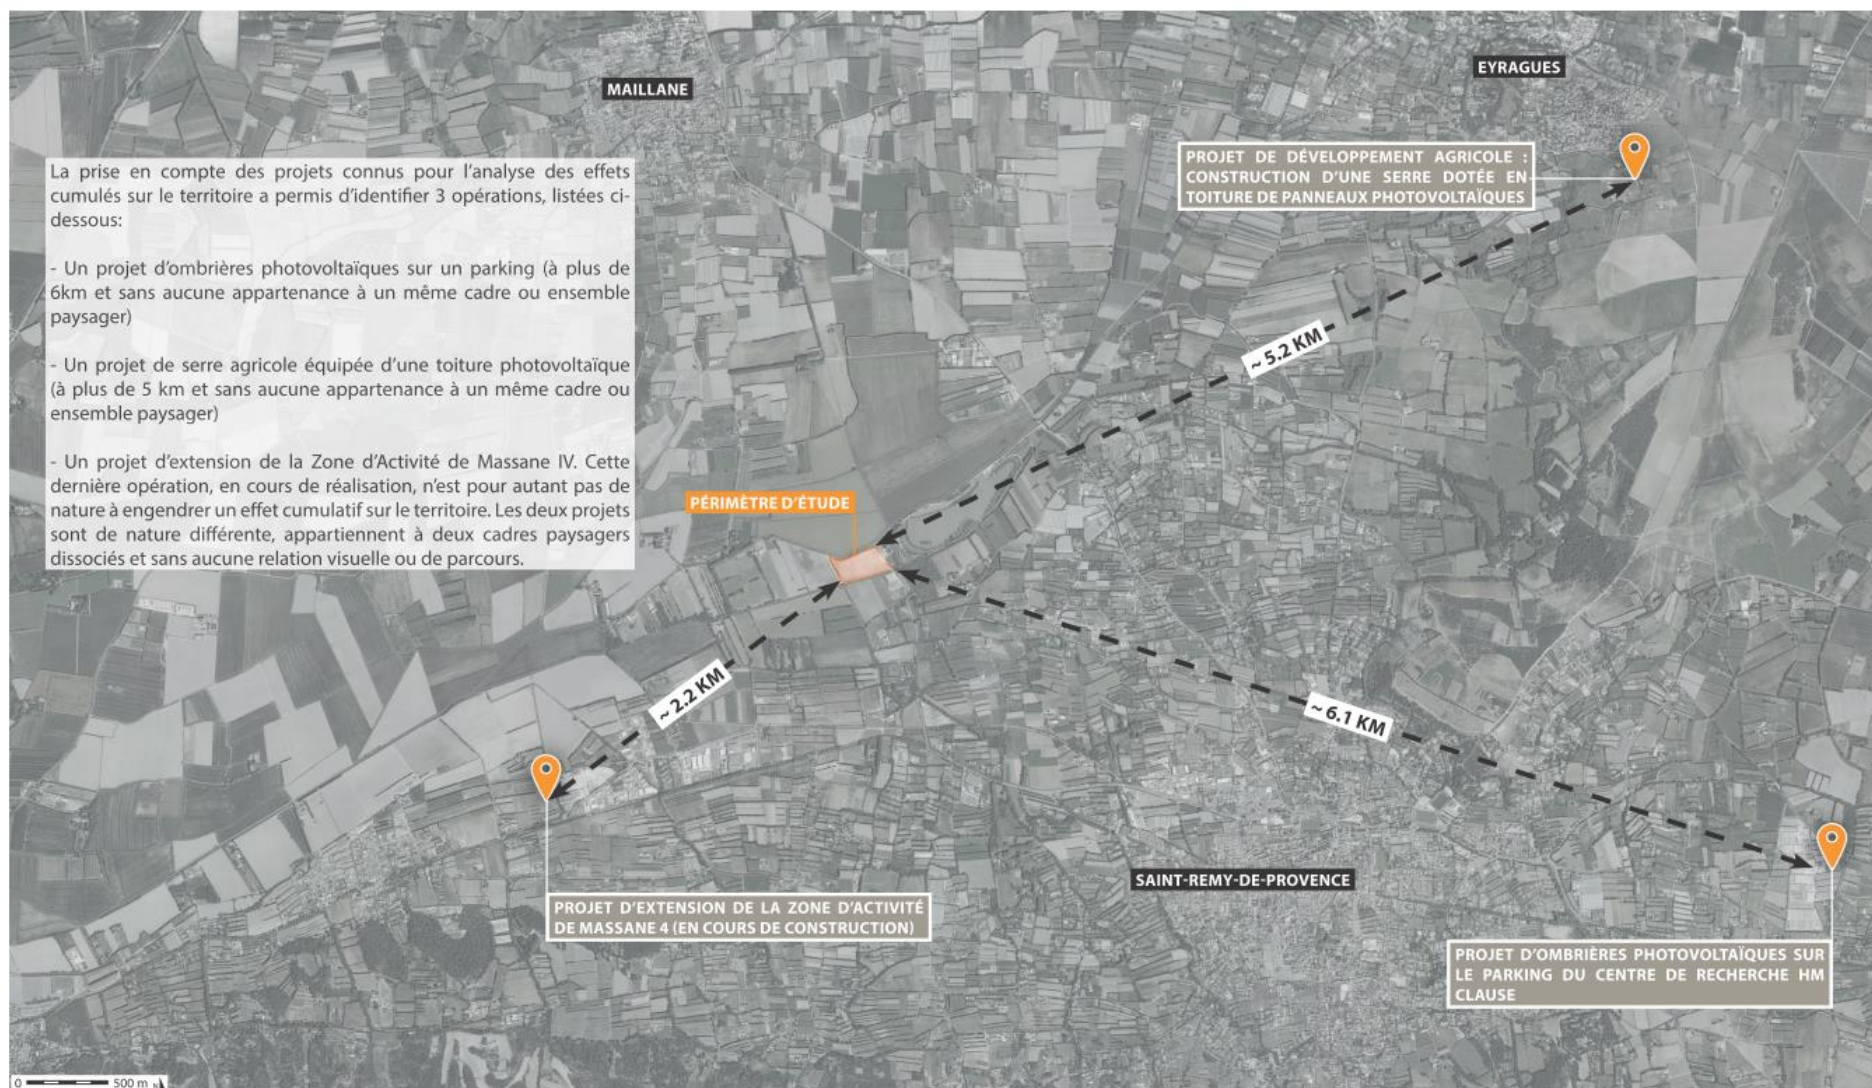 MAILLANE
EYRAGUES
La prise en compte des projets connus pour l'analyse des effets
cumulés sur le territoire a permis d'identifier 3 opérations, listées ci-
dessous:
- Un projet d'ombrières photovoltaïques sur un parking (à plus de
6km et sans aucune appartenance à un même cadre ou ensemble
paysager)
- Un projet de serre agricole équipée d'une toiture photovoltaïque
(à plus de 5 km et sans aucune appartenance à un même cadre ou
ensemble paysager)
- Un projet d'extension de la Zone d'Activité de Massane IV. Cette
dernière opération, en cours de réalisation, n'est pour autant pas de
nature à engendrer un effet cumulatif sur le territoire. Les deux projets
sont de nature différente, appartiennent à deux cadres paysagers
dissociés et sans aucune relation visuelle ou de parcours.
PROJET DE DÉVELOPPEMENT AGRICOLE :
CONSTRUCTION D'UNE SERRE DOTÉE EN
TOITURE DE PANNEAUX PHOTOVOLTAÏQUES
~ 5.2 KM
PÉRIMÈTRE D'ÉTUDE
~ 2.2 KM
~ 6.1 KM
SAINT-REMY-DE-PROVENCE
PROJET D'EXTENSION DE LA ZONE D'ACTIVITÉ
DE MASSANE 4 (EN COURS DE CONSTRUCTION)
PROJET D'OMBRIÈRES PHOTOVOLTAÏQUES SUR
LE PARKING DU CENTRE DE RECHERCHE HM
CLAUSE
0 500 m N